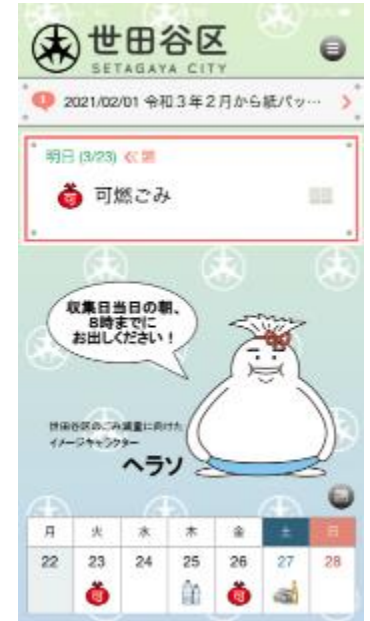 世田谷区
SETAGAYA CITY
2021/02/01 令和3年2月から紙パッ…
明日 (3/23)
可燃ごみ
収集日当日の朝、
8時までに
お出しください！
世田谷区のごみ減量に向けた
イメージキャラクター
ヘラソ
月 火 水 木 金 土 日
22 23 24 25 26 27 28
可 可